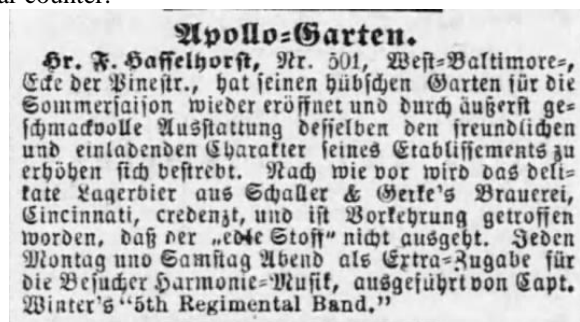 ar counter.
Apollo=Garten.
Hr. F. Hasselhorst, Nr. 501, West=Baltimore=,
Ecke der Pinestr., hat seinen hübschen Garten für die
Sommersaison wieder eröffnet und durch äußerst ge=
schmackvolle Ausstattung desselben den freundlichen
und einladenden Charakter seines Etablissements zu
erhöhen sich bestrebt. Nach wie vor wird das deli=
kate Lagerbier aus Schaller & Gerke's Brauerei,
Cincinnati, credenzt, und ist Vorkehrung getroffen
worden, daß der „edle Stoff" nicht ausgeht. Jeden
Montag und Samstag Abend als Extra=Zugabe für
die Besucher Harmonie=Musik, ausgeführt von Capt.
Winter's "5th Regimental Band."